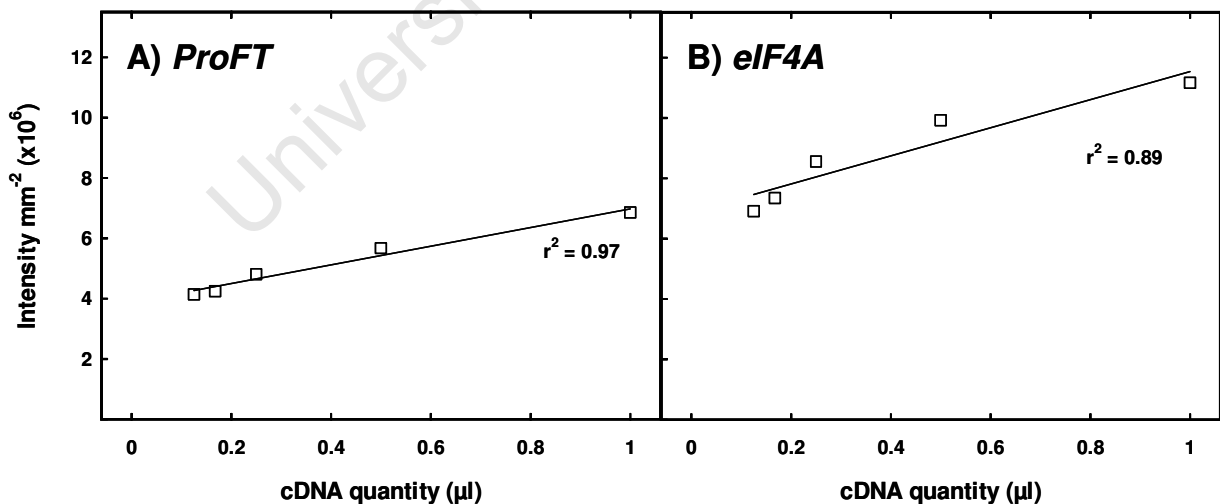 A) ProFT
B) eIF4A
Univers
Intensity mm⁻² (x10⁶)
12
10
8
6
4
2
r² = 0.97
r² = 0.89
0 0.2 0.4 0.6 0.8 1
0 0.2 0.4 0.6 0.8 1
cDNA quantity (µl)
cDNA quantity (µl)